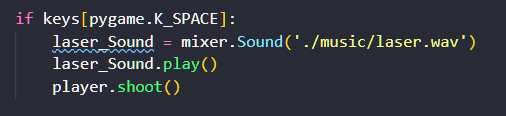 if keys[pygame.K_SPACE]:
    laser_Sound = mixer.Sound('./music/laser.wav')
    laser_Sound.play()
    player.shoot()